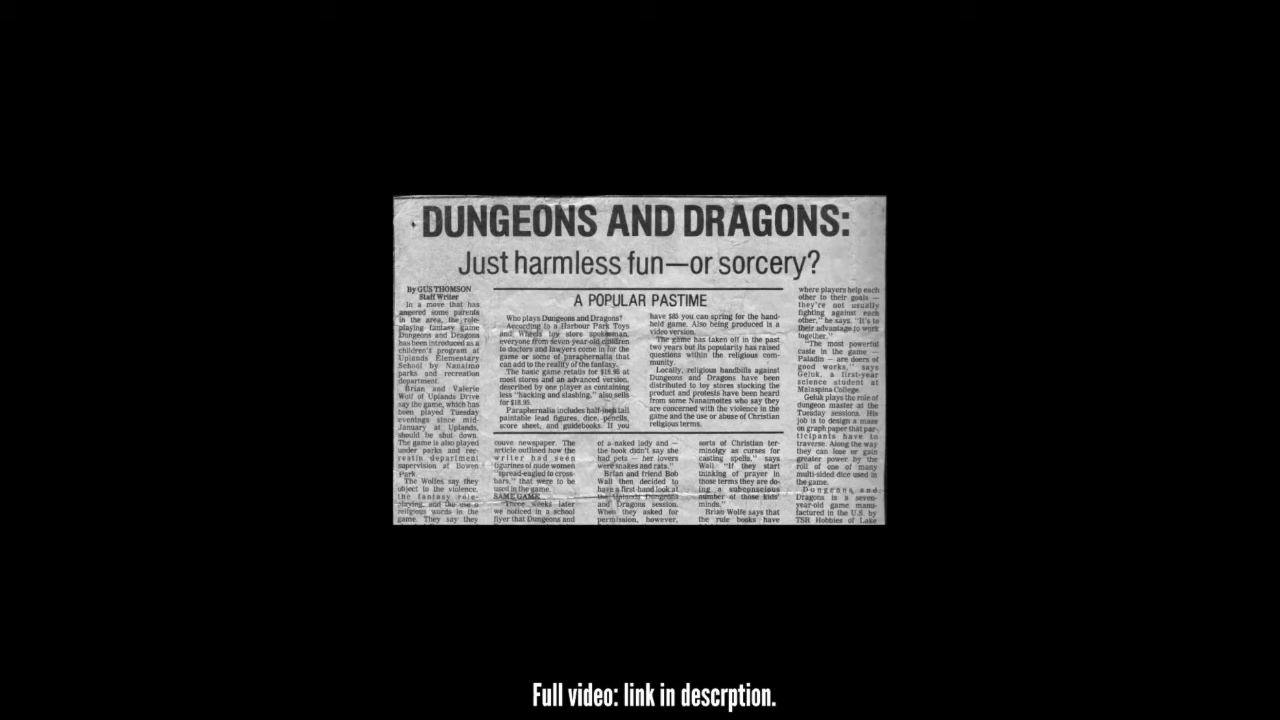 DUNGEONS AND DRAGONS:
Just harmless fun—or sorcery?
By GUS THOMSON
Staff Writer
In a move that has
angered some parents
in the area, the role-
playing fantasy game
Dungeons and Dragons
has been introduced as a
children's program at
Uplands Elementary
School by Nanaimo
parks and recreation
department.
Brian and Valerie
Wolf of Uplands Drive
say the game, which has
been played Tuesday
evenings since mid-
January at Uplands,
should be shut down.
The game is also played
under parks and rec-
reatin department
supervision at Bowen
Park.
The Wolfes say they
object to the violence,
the fantasy role-
playing, and the use of
religious words in the
game. They say they
A POPULAR PASTIME
Who plays Dungeons and Dragons?
According to a Harbour Park Toys
and Wheels toy store spokesman,
everyone from seven-year-old children
to doctors and lawyers come in for the
game or some of paraphernalia that
can add to the reality of the fantasy.
The basic game retails for $18.95 at
most stores and an advanced version,
described by one player as containing
less "hacking and slashing," also sells
for $18.95.
Paraphernalia includes half-inch tall
paintable lead figures, dice, pencils,
score sheet, and guidebooks. If you
have $85 you can spring for the hand-
held game. Also being produced is a
video version.
The game has taken off in the past
two years but its popularity has raised
questions within the religious com-
munity.
Locally, religious handbills against
Dungeons and Dragons have been
distributed to toy stores stocking the
product and protests have been heard
from some Nanaimoites who say they
are concerned with the violence in the
game and the use or abuse of Christian
religious terms.
couve newspaper. The
article outlined how the
writer had seen
figurines of nude women
"spread-eagled to cross-
bars," that were to be
used in the game.
SAME GAME
"Three weeks later
we noticed in a school
flyer that Dungeons and
of a naked lady and —
the book didn't say she
had pets — her lovers
were snakes and rats."
Brian and friend Bob
Wall then decided to
have a first-hand look at
the Uplands Dungeons
and Dragons session.
When they asked for
permission, however,
sorts of Christian ter-
minolgy as curses for
casting spells," says
Wall. "If they start
thinking of prayer in
those terms they are do-
ing a subconscious
number of those kids'
minds."
Brian Wolfe says that
the rule books have
where players help each
other to their goals —
they're not usually
fighting against each
other," he says. "It's to
their advantage to work
together."
"The most powerful
caste in the game —
Paladin — are doers of
good works," says
Geluk, a first-year
science student at
Malaspina College.
Geluk plays the role of
dungeon master at the
Tuesday sessions. His
job is to design a maze
on graph paper that par-
ticipants have to
traverse. Along the way
they can lose or gain
greater power by the
roll of one of many
multi-sided dice used in
the game.
Dungeons and
Dragons is a seven-
year-old game manu-
factured in the U.S. by
TSR Hobbies of Lake
Full video: link in descrption.